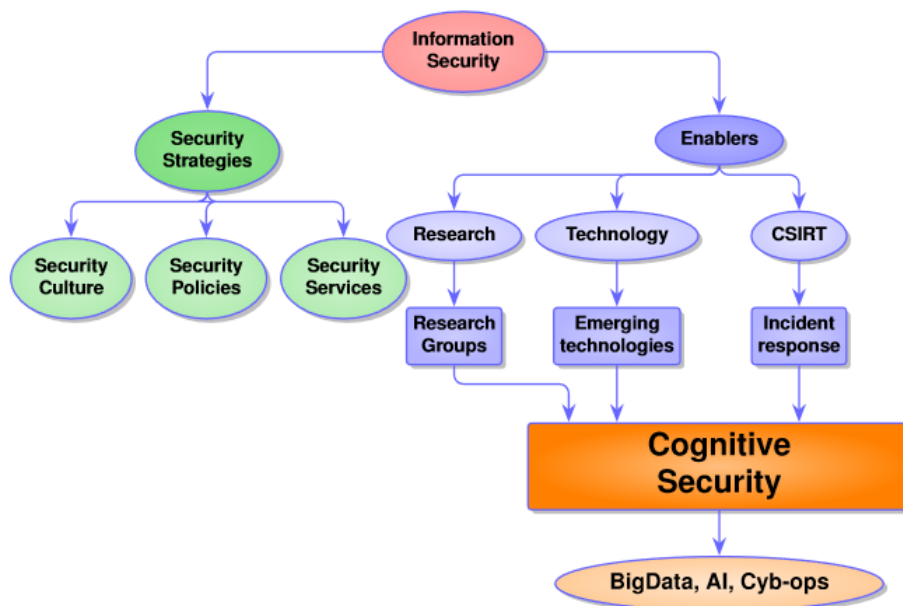 Information
Security
Security
Strategies
Enablers
Security
Culture
Security
Policies
Security
Services
Research
Technology
CSIRT
Research
Groups
Emerging
technologies
Incident
response
Cognitive
Security
BigData, AI, Cyb-ops